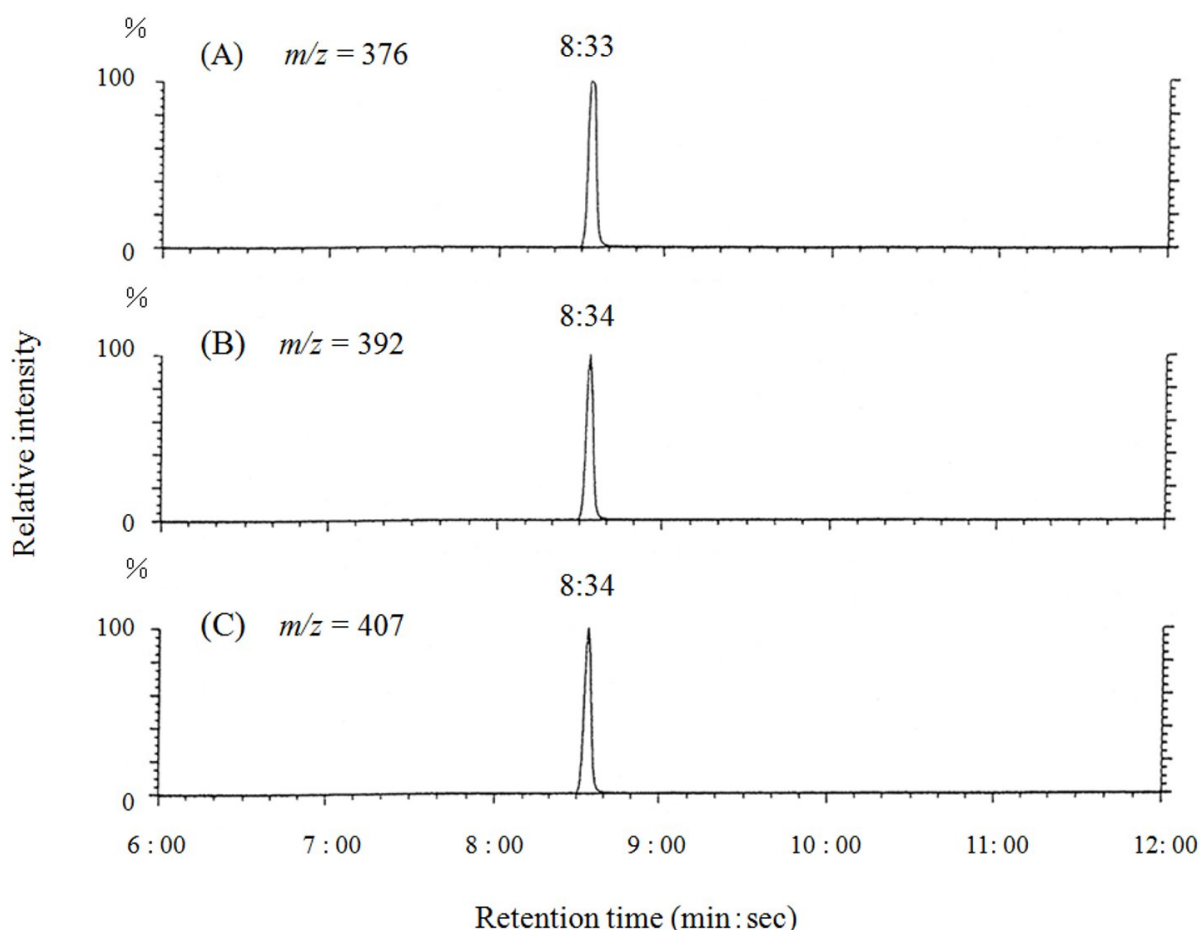 %
(A) m/z = 376
8:33
100
0
%
(B) m/z = 392
8:34
100
0
%
(C) m/z = 407
8:34
100
0
Relative intensity
6 : 00 7 : 00 8 : 00 9 : 00 10 : 00 11: 00 12: 00
Retention time (min : sec)